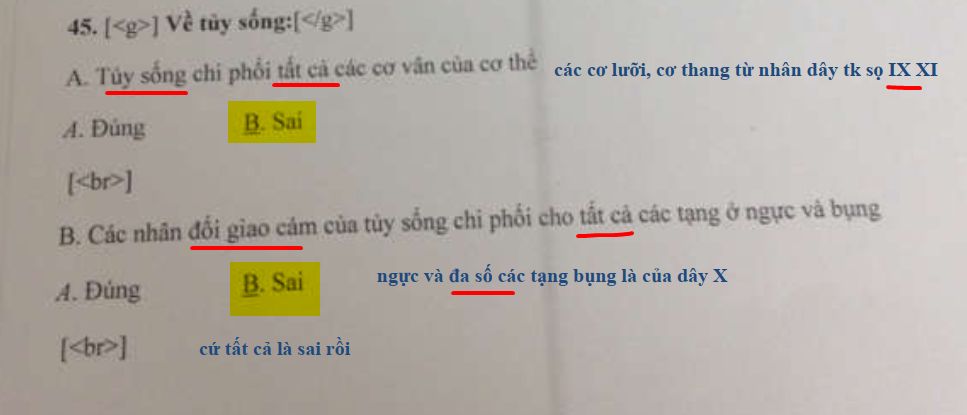 45. [<g>] Về tủy sống:[</g>]
A. Tủy sống chi phối tất cả các cơ vân của cơ thể các cơ lưỡi, cơ thang từ nhân dây tk sọ IX XI
A. Đúng B. Sai
[<br>]
B. Các nhân đối giao cảm của tủy sống chi phối cho tất cả các tạng ở ngực và bụng
A. Đúng B. Sai ngực và đa số các tạng bụng là của dây X
[<br>] cứ tất cả là sai rồi